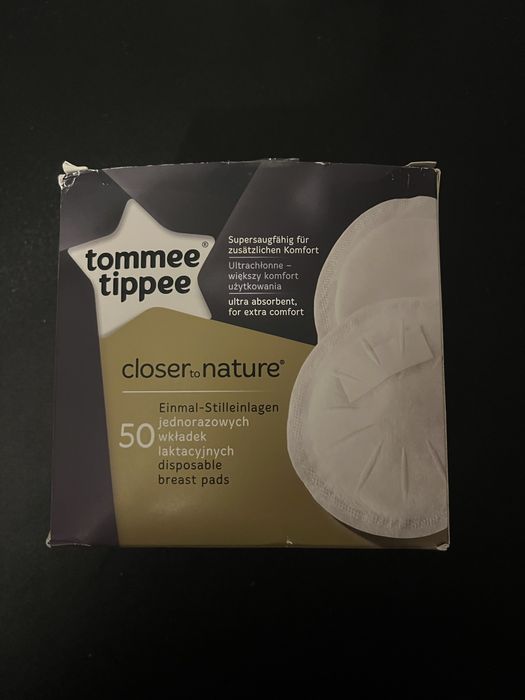 tommee®
tippee
Supersaugfähig für
zusätzlichen Komfort
Ultrachłonne –
większy komfort
użytkowania
ultra absorbent,
for extra comfort
closer to nature®
50
Einmal-Stilleinlagen
jednorazowych
wkładek
laktacyjnych
disposable
breast pads